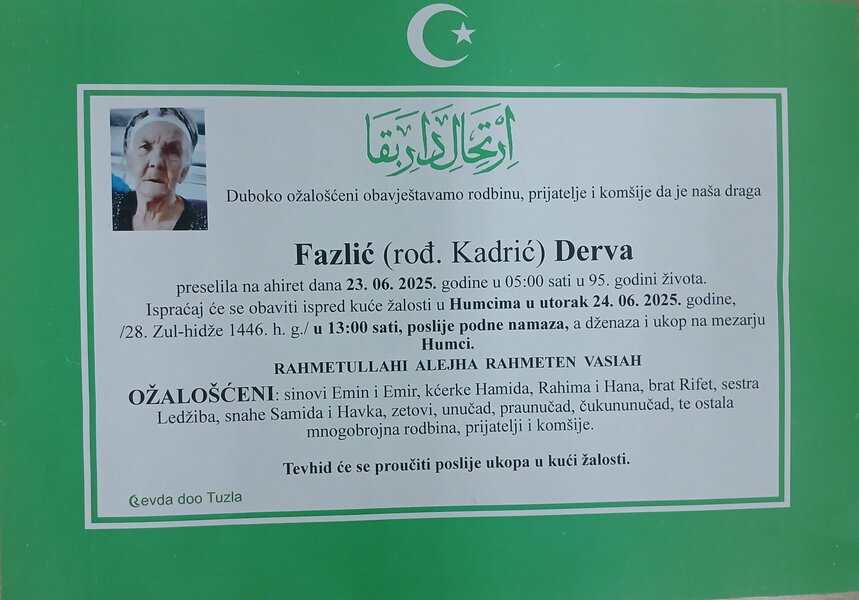 اِرْتِحَالِ دَارِ بَقَا
Duboko ožalošćeni obavještavamo rodbinu, prijatelje i komšije da je naša draga
Fazlić (rođ. Kadrić) Derva
preselila na ahiret dana 23. 06. 2025. godine u 05:00 sati u 95. godini života.
Ispraćaj će se obaviti ispred kuće žalosti u Humcima u utorak 24. 06. 2025. godine,
/28. Zul-hidže 1446. h. g./ u 13:00 sati, poslije podne namaza, a dženaza i ukop na mezarju
Humci.
RAHMETULLAHI ALEJHA RAHMETEN VASIAH
OŽALOŠĆENI: sinovi Emin i Emir, kćerke Hamida, Rahima i Hana, brat Rifet, sestra
Ledžiba, snahe Samida i Havka, zetovi, unučad, praunučad, čukununučad, te ostala
mnogobrojna rodbina, prijatelji i komšije.
Tevhid će se proučiti poslije ukopa u kući žalosti.
Revda doo Tuzla